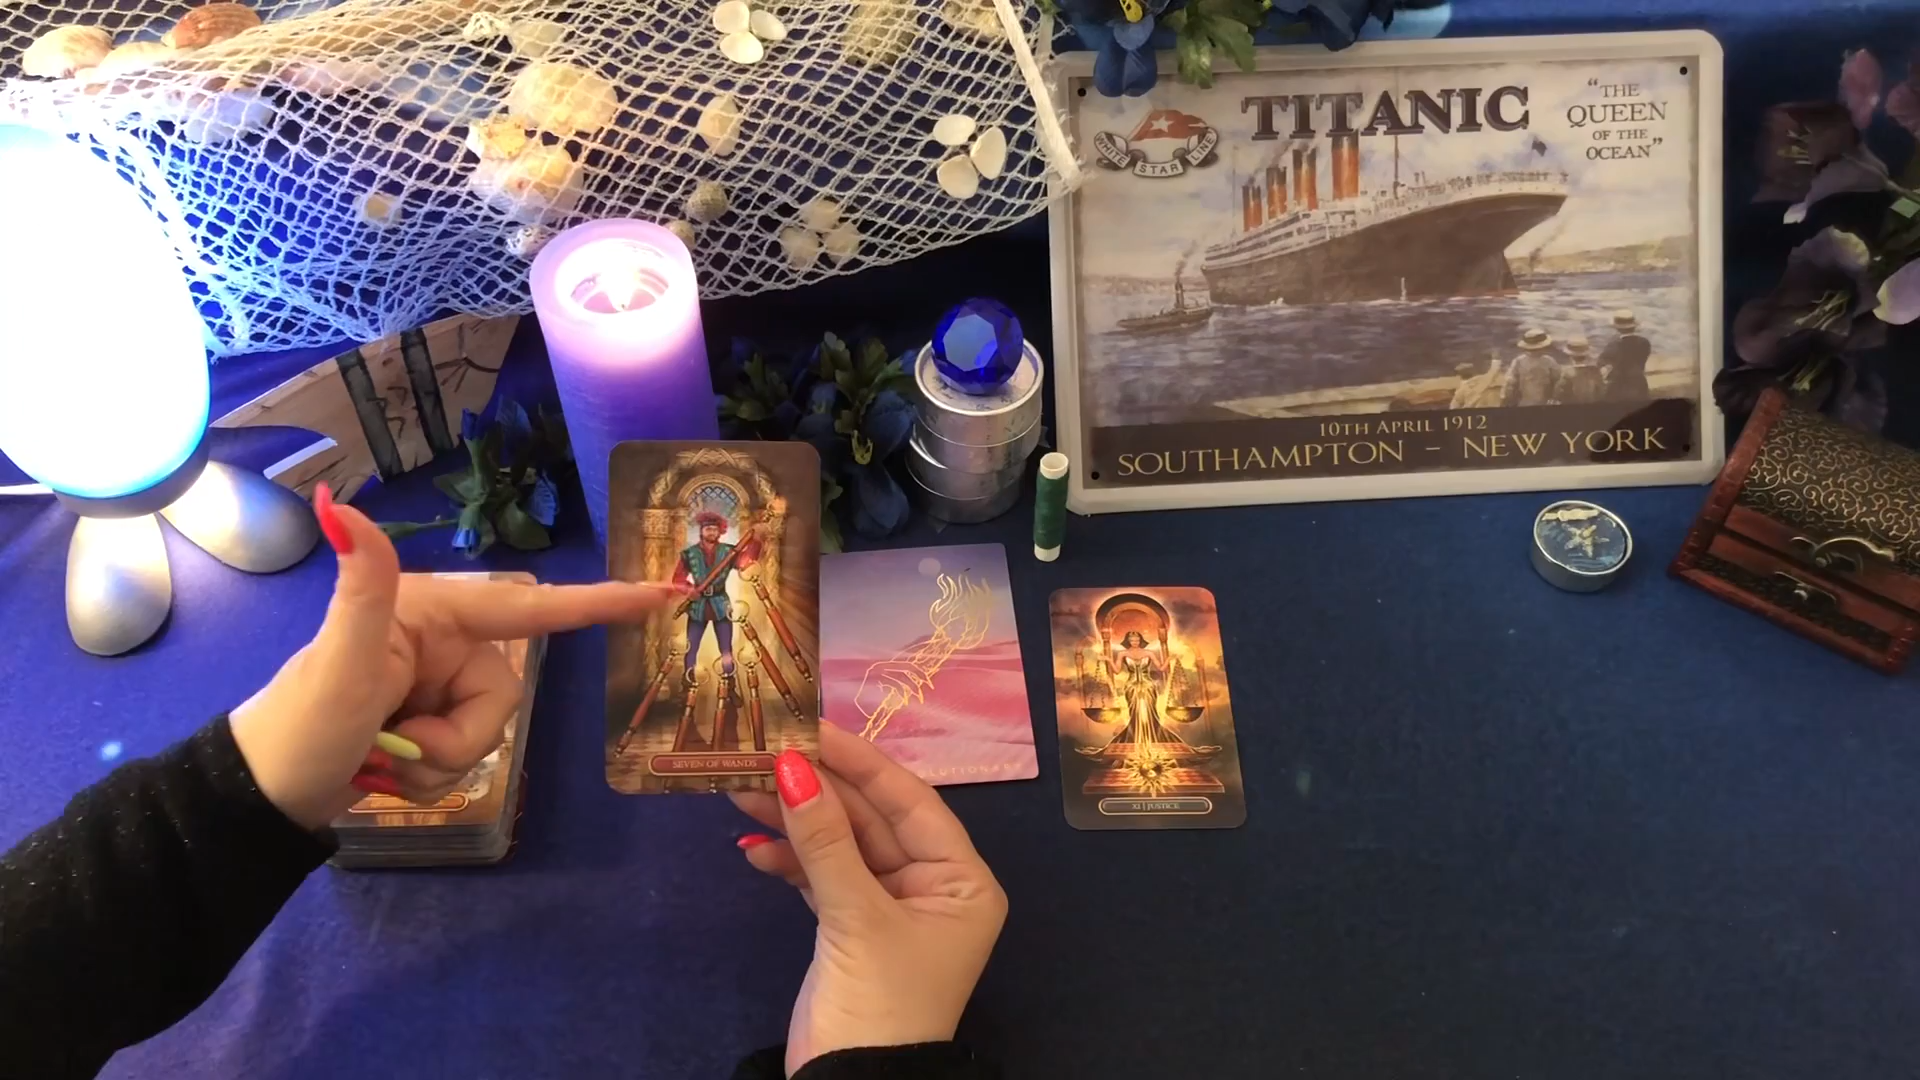 TITANIC
"THE
QUEEN
OF THE
OCEAN"
WHITE
STAR
LINE
10TH APRIL 1912
SOUTHAMPTON - NEW YORK
SEVEN OF WANDS
XI | JUSTICE